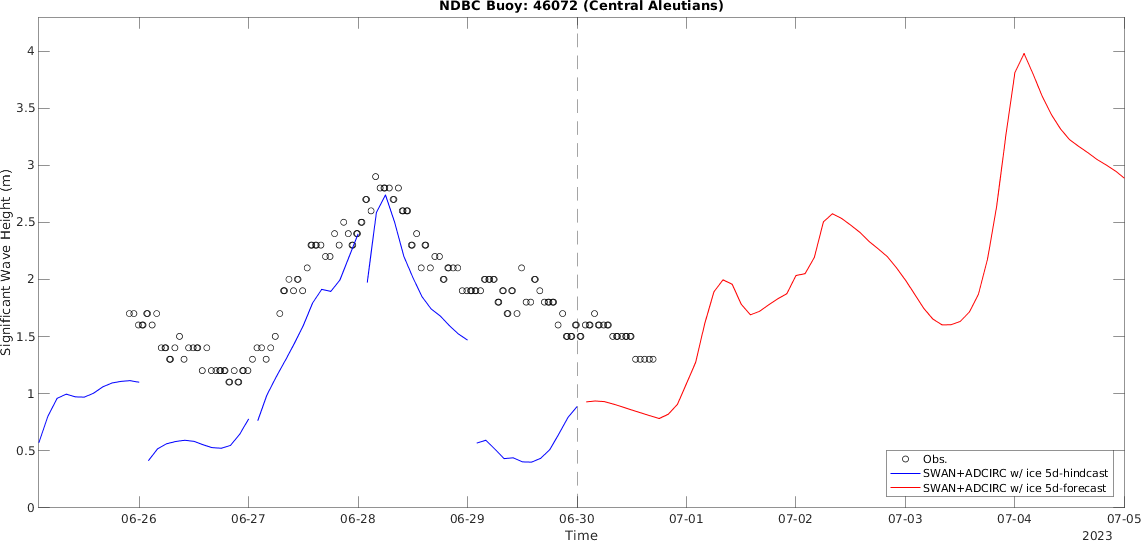 NDBC Buoy: 46072 (Central Aleutians)
Significant Wave Height (m)
4
3.5
3
2.5
2
1.5
1
0.5
0
Obs.
SWAN+ADCIRC w/ ice 5d-hindcast
SWAN+ADCIRC w/ ice 5d-forecast
06-26 06-27 06-28 06-29 06-30 07-01 07-02 07-03 07-04 07-05
Time
2023